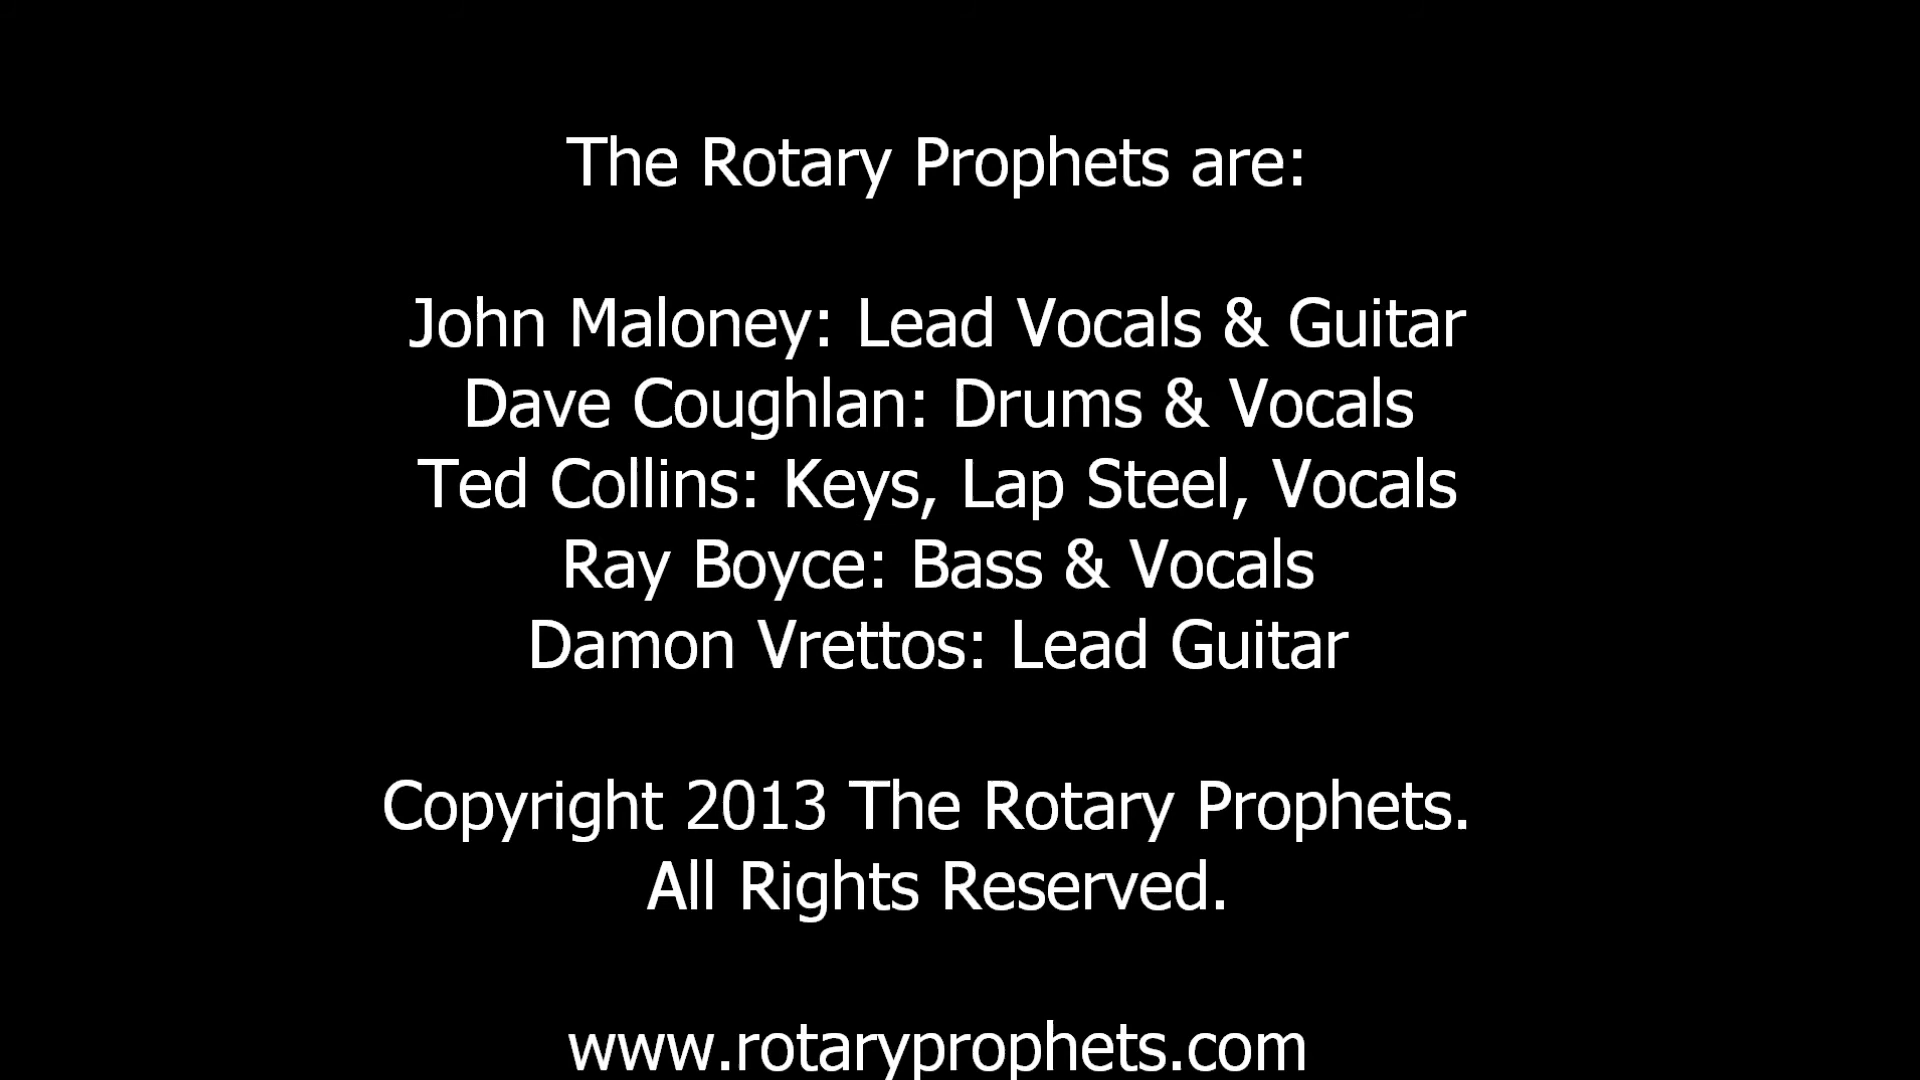 The Rotary Prophets are:
John Maloney: Lead Vocals & Guitar
Dave Coughlan: Drums & Vocals
Ted Collins: Keys, Lap Steel, Vocals
Ray Boyce: Bass & Vocals
Damon Vrettos: Lead Guitar
Copyright 2013 The Rotary Prophets.
All Rights Reserved.
www.rotaryprophets.com